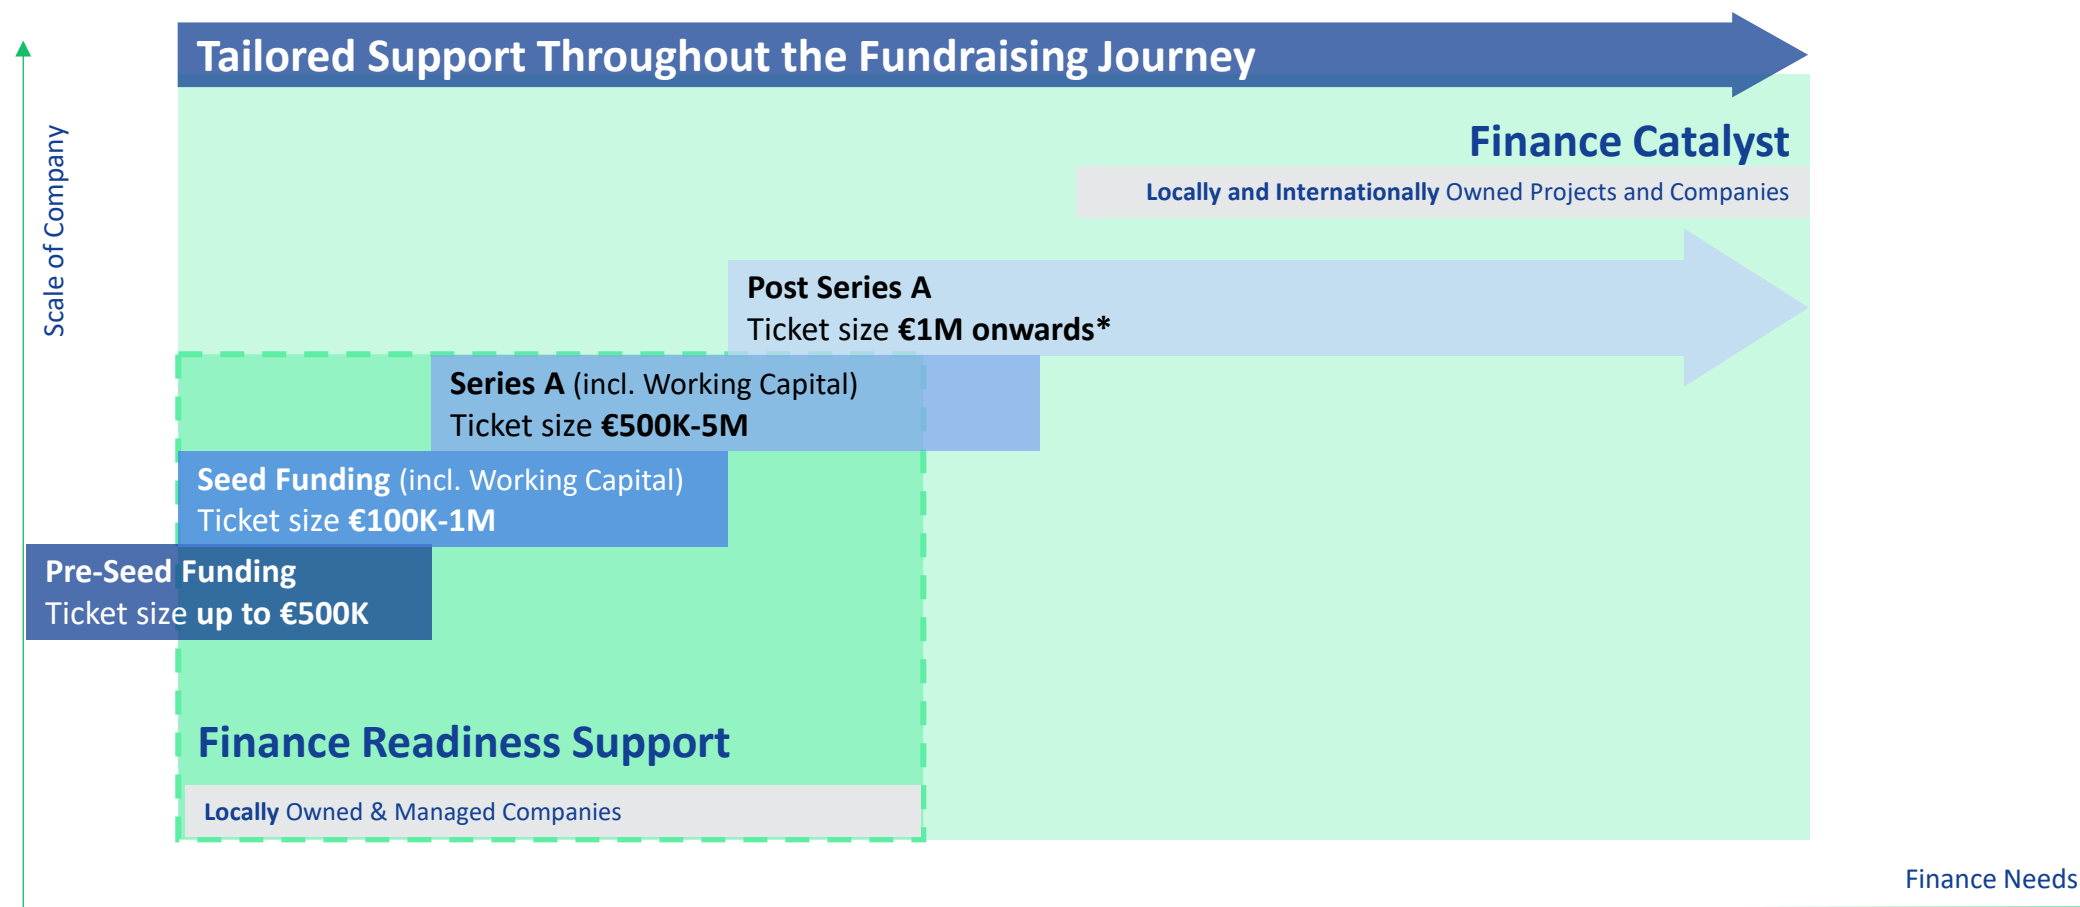 Tailored Support Throughout the Fundraising Journey
Scale of Company
Finance Catalyst
Locally and Internationally Owned Projects and Companies
Post Series A
Ticket size €1M onwards*
Series A (incl. Working Capital)
Ticket size €500K-5M
Seed Funding (incl. Working Capital)
Ticket size €100K-1M
Pre-Seed Funding
Ticket size up to €500K
Finance Readiness Support
Locally Owned & Managed Companies
Finance Needs